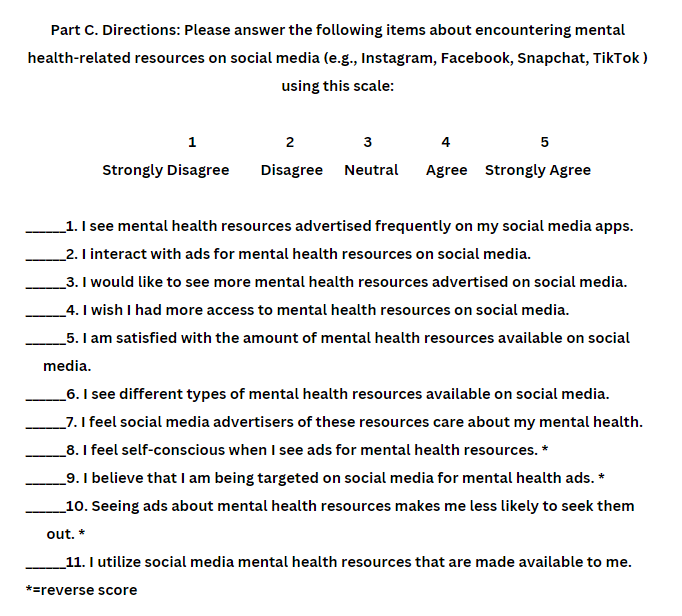 Part C. Directions: Please answer the following items about encountering mental
health-related resources on social media (e.g., Instagram, Facebook, Snapchat, TikTok )
using this scale:
1 2 3 4 5
Strongly Disagree Disagree Neutral Agree Strongly Agree
______1. I see mental health resources advertised frequently on my social media apps.
______2. I interact with ads for mental health resources on social media.
______3. I would like to see more mental health resources advertised on social media.
______4. I wish I had more access to mental health resources on social media.
______5. I am satisfied with the amount of mental health resources available on social
media.
______6. I see different types of mental health resources available on social media.
______7. I feel social media advertisers of these resources care about my mental health.
______8. I feel self-conscious when I see ads for mental health resources. *
______9. I believe that I am being targeted on social media for mental health ads. *
______10. Seeing ads about mental health resources makes me less likely to seek them
out. *
______11. I utilize social media mental health resources that are made available to me.
*=reverse score